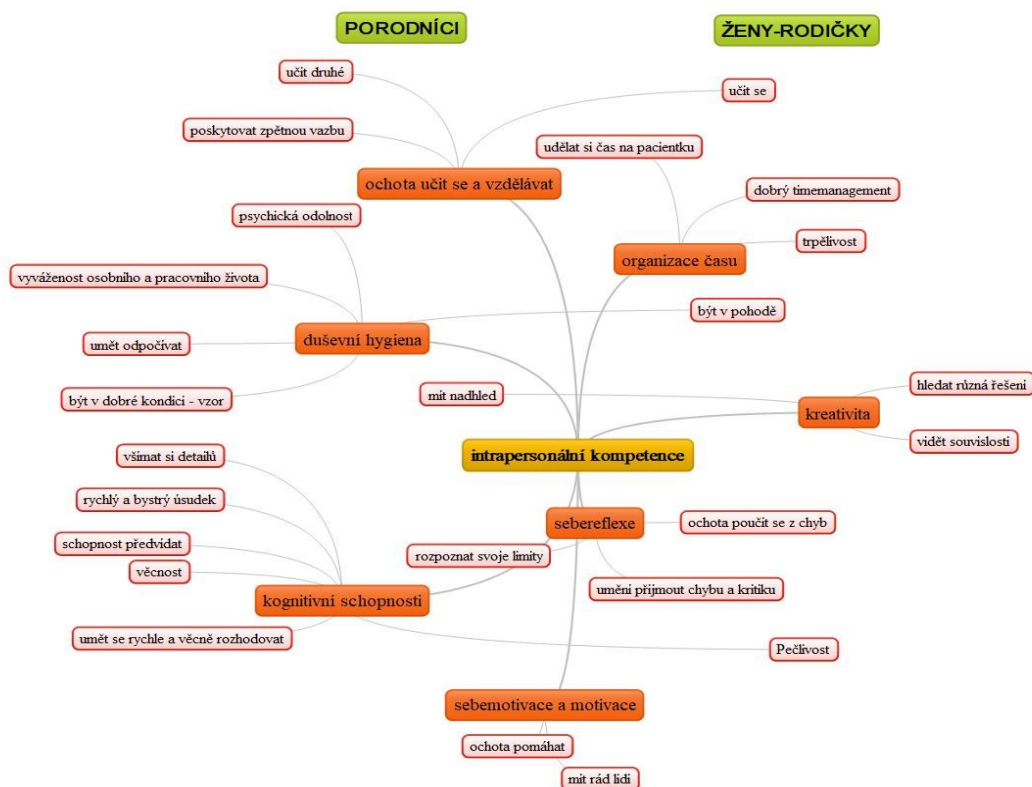 PORODNÍCI
ŽENY-RODIČKY
učit druhé
učit se
poskytovat zpětnou vazbu
udělat si čas na pacientku
ochota učit se a vzdělávat
dobrý timemanagement
psychická odolnost
trpělivost
organizace času
vyváženost osobního a pracovního života
být v pohodě
duševní hygiena
umět odpočívat
hledat různá řešeni
mit nadhled
být v dobré kondici - vzor
kreativita
vidět souvislosti
intrapersonální kompetence
všímat si detailů
rychlý a bystrý úsudek
sebereflexe
ochota poučit se z chyb
schopnost předvídat
rozpoznat svoje limity
věcnost
umění přijmout chybu a kritiku
kognitivní schopnosti
umět se rychle a věcně rozhodovat
Pečlivost
sebemotivace a motivace
ochota pomáhat
mit rád lidi